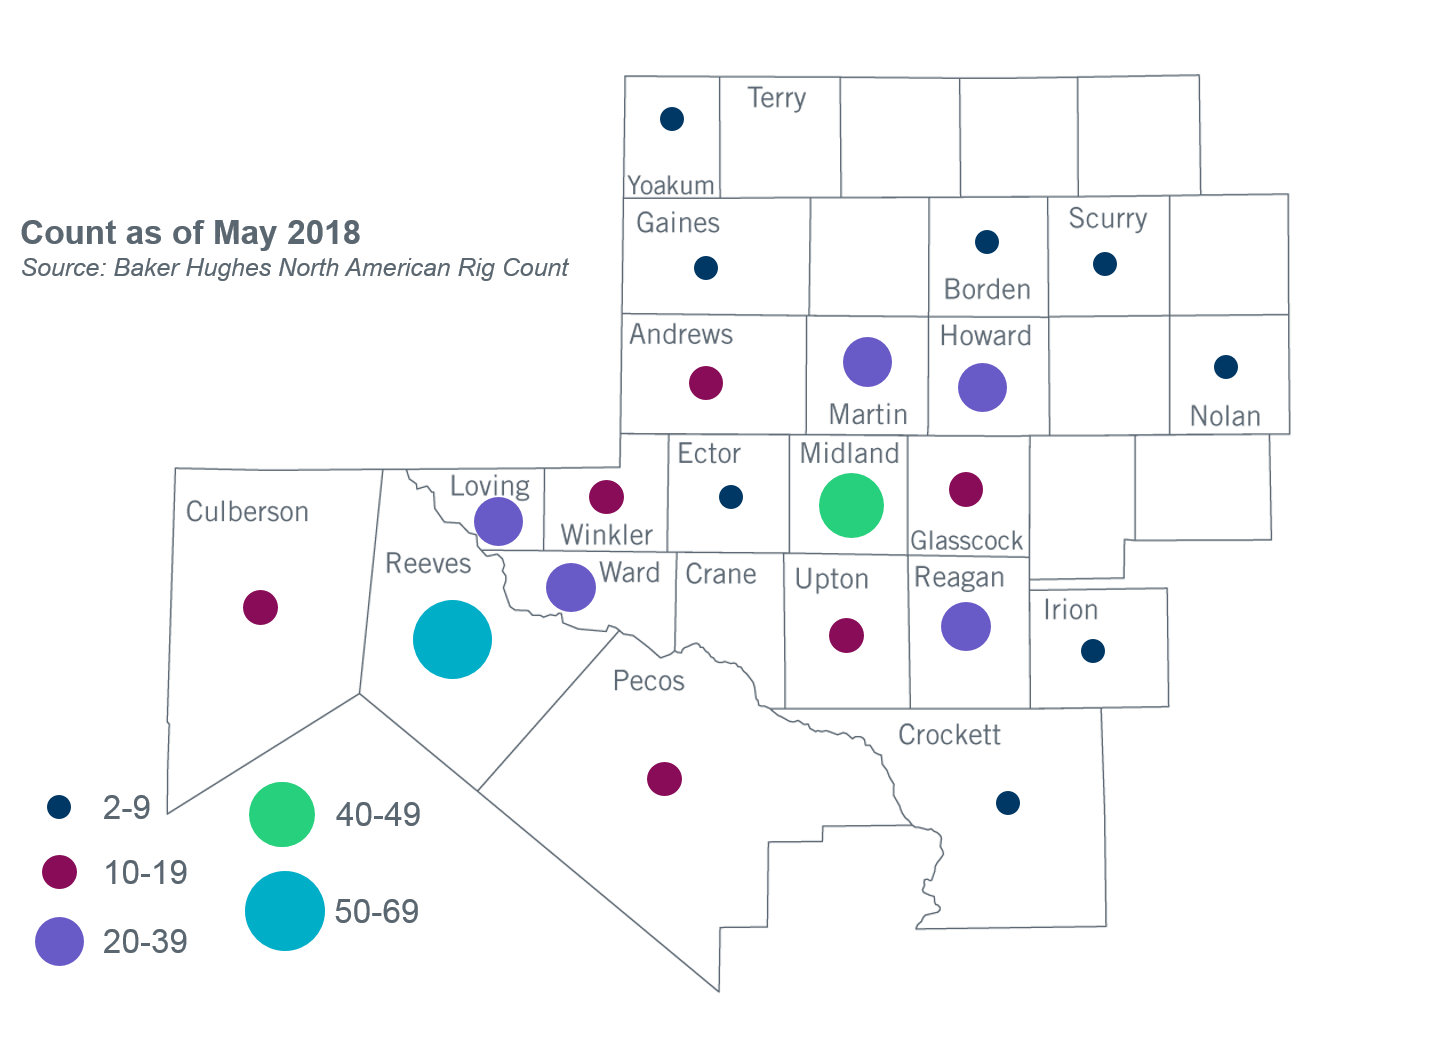 Terry
Yoakum
Count as of May 2018
Source: Baker Hughes North American Rig Count
Gaines
Scurry
Borden
Andrews
Howard
Martin
Nolan
Ector
Midland
Loving
Culberson
Winkler
Glasscock
Reeves
Ward
Crane
Upton
Reagan
Irion
Pecos
Crockett
2-9
40-49
10-19
50-69
20-39